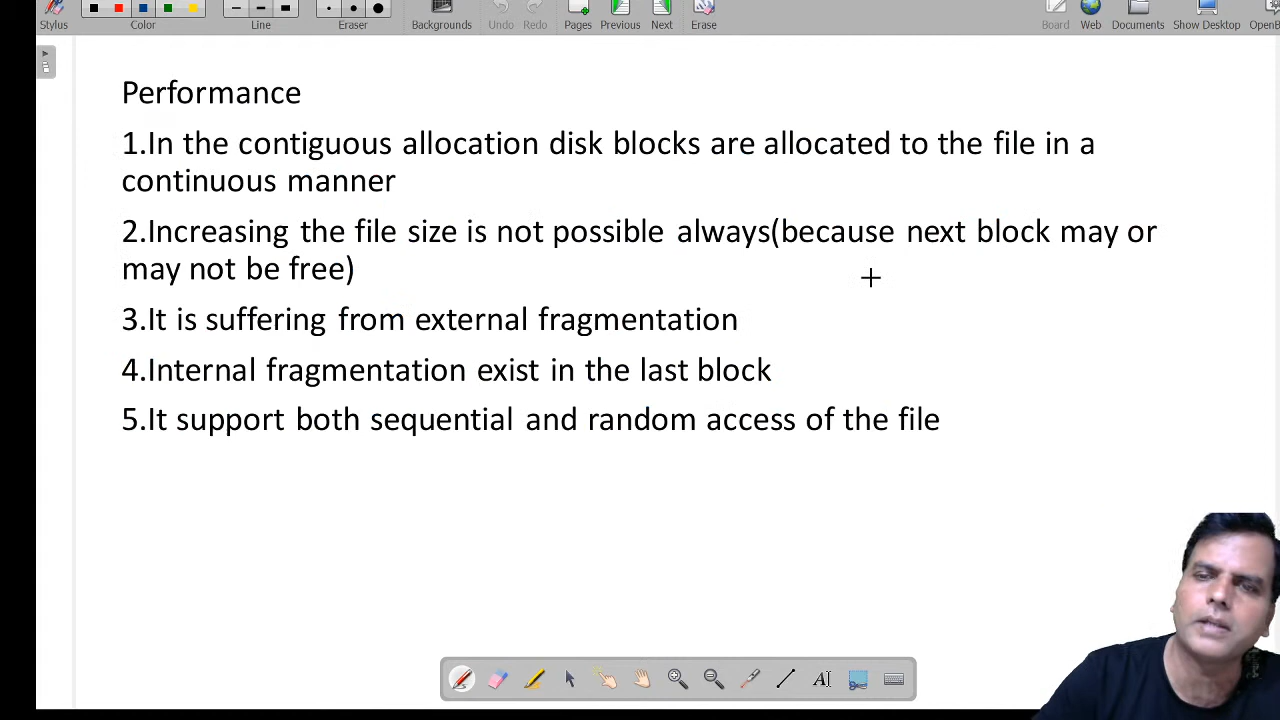 Stylus Color Line Eraser Backgrounds Undo Redo Pages Previous Next Erase Board Web Documents Show Desktop OpenB
Performance
1.In the contiguous allocation disk blocks are allocated to the file in a
continuous manner
2.Increasing the file size is not possible always(because next block may or
may not be free)
3.It is suffering from external fragmentation
4.Internal fragmentation exist in the last block
5.It support both sequential and random access of the file